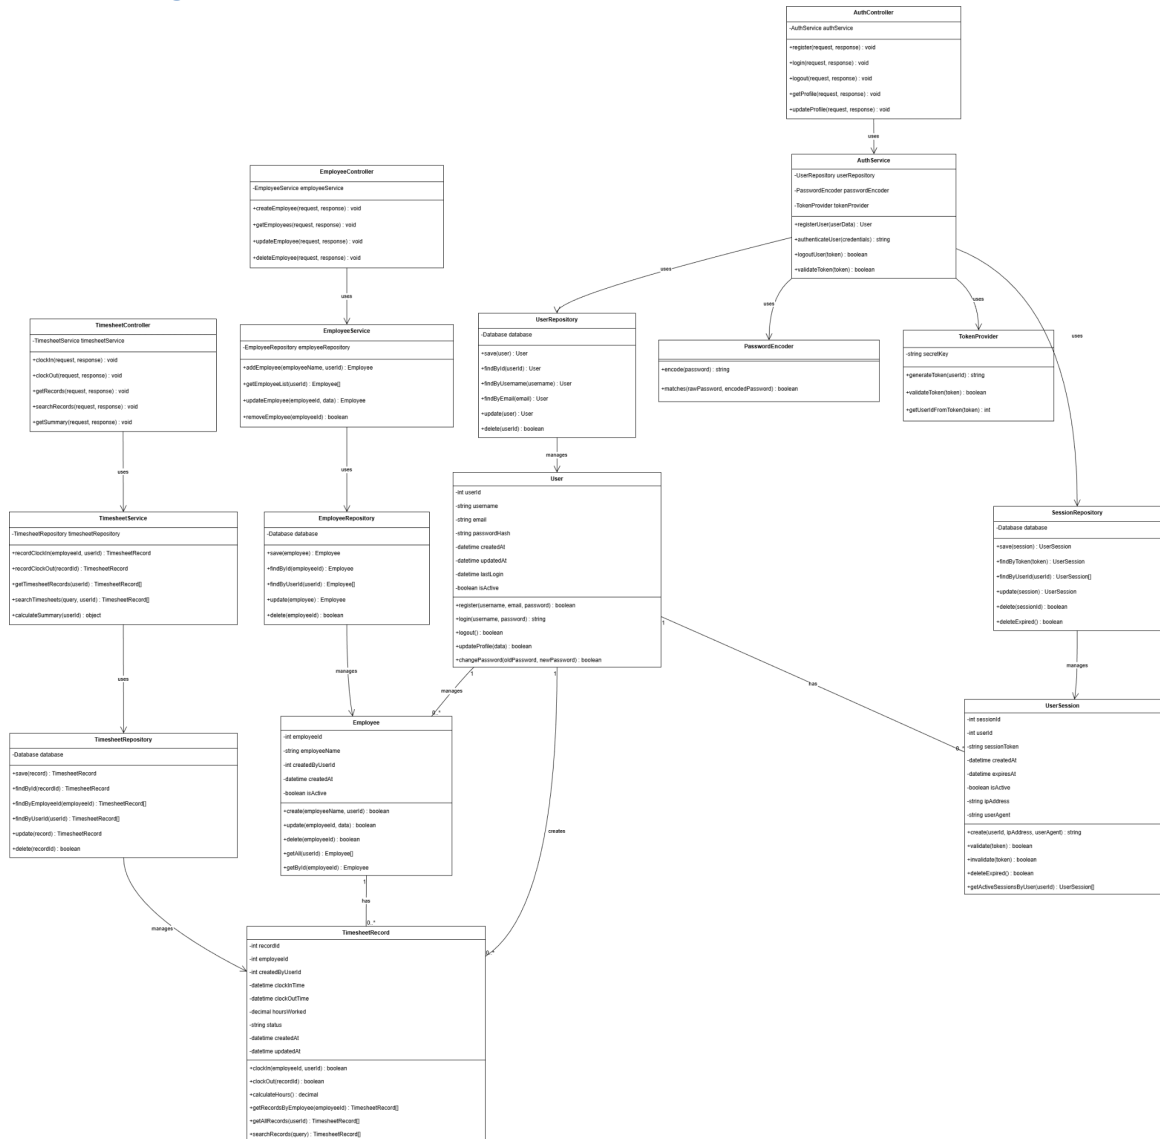 AuthController
-AuthService authService
+register(request, response) : void
+login(request, response) : void
+logout(request, response) : void
+getProfile(request, response) : void
+updateProfile(request, response) : void
uses
AuthService
-UserRepository userRepository
-PasswordEncoder passwordEncoder
-TokenProvider tokenProvider
+registerUser(userData) : User
+authenticateUser(credentials) : string
+logoutUser(token) : boolean
+validateToken(token) : boolean
EmployeeController
-EmployeeService employeeService
+createEmployee(request, response) : void
+getEmployees(request, response) : void
+updateEmployee(request, response) : void
+deleteEmployee(request, response) : void
uses
uses
uses
uses
uses
TimesheetController
-TimesheetService timesheetService
+clockIn(request, response) : void
+clockOut(request, response) : void
+getRecords(request, response) : void
+searchRecords(request, response) : void
+getSummary(request, response) : void
EmployeeService
-EmployeeRepository employeeRepository
+addEmployee(employeeName, userId) : Employee
+getEmployeeList(userId) : Employee[]
+updateEmployee(employeeId, data) : Employee
+removeEmployee(employeeId) : boolean
UserRepository
-Database database
+save(user) : User
+findById(userId) : User
+findByUsername(username) : User
+findByEmail(email) : User
+update(user) : User
+delete(userId) : boolean
PasswordEncoder
+encode(password) : string
+matches(rawPassword, encodedPassword) : boolean
TokenProvider
-string secretKey
+generateToken(userId) : string
+validateToken(token) : boolean
+getUserIdFromToken(token) : int
uses
uses
manages
TimesheetService
-TimesheetRepository timesheetRepository
+recordClockIn(employeeId, userId) : TimesheetRecord
+recordClockOut(recordId) : TimesheetRecord
+getTimesheetRecords(userId) : TimesheetRecord[]
+searchTimesheets(query, userId) : TimesheetRecord[]
+calculateSummary(userId) : object
EmployeeRepository
-Database database
+save(employee) : Employee
+findById(employeeId) : Employee
+findByUserId(userId) : Employee[]
+update(employee) : Employee
+delete(employeeId) : boolean
User
-int userId
-string username
-string email
-string passwordHash
-datetime createdAt
-datetime updatedAt
-datetime lastLogin
-boolean isActive
+register(username, email, password) : boolean
+login(username, password) : string
+logout() : boolean
+updateProfile(data) : boolean
+changePassword(oldPassword, newPassword) : boolean
SessionRepository
-Database database
+save(session) : UserSession
+findByToken(token) : UserSession
+findByUserId(userId) : UserSession[]
+update(session) : UserSession
+delete(sessionId) : boolean
+deleteExpired() : boolean
uses
manages
manages
1
1
1
has
manages
0..*
0..*
TimesheetRepository
-Database database
+save(record) : TimesheetRecord
+findById(recordId) : TimesheetRecord
+findByEmployeeId(employeeId) : TimesheetRecord[]
+findByUserId(userId) : TimesheetRecord[]
+update(record) : TimesheetRecord
+delete(recordId) : boolean
Employee
-int employeeId
-string employeeName
-int createdByUserId
-datetime createdAt
-boolean isActive
+create(employeeName, userId) : boolean
+update(employeeId, data) : boolean
+delete(employeeId) : boolean
+getAll(userId) : Employee[]
+getById(employeeId) : Employee
UserSession
-int sessionId
-int userId
-string sessionToken
-datetime createdAt
-datetime expiresAt
-boolean isActive
-string ipAddress
-string userAgent
+create(userId, ipAddress, userAgent) : string
+validate(token) : boolean
+invalidate(token) : boolean
+deleteExpired() : boolean
+getActiveSessionsByUser(userId) : UserSession[]
creates
1
has
0..*
manages
0..*
TimesheetRecord
-int recordId
-int employeeId
-int createdByUserId
-datetime clockInTime
-datetime clockOutTime
-decimal hoursWorked
-string status
-datetime createdAt
-datetime updatedAt
+clockIn(employeeId, userId) : boolean
+clockOut(recordId) : boolean
+calculateHours() : decimal
+getRecordsByEmployee(employeeId) : TimesheetRecord[]
+getAllRecords(userId) : TimesheetRecord[]
+searchRecords(query) : TimesheetRecord[]